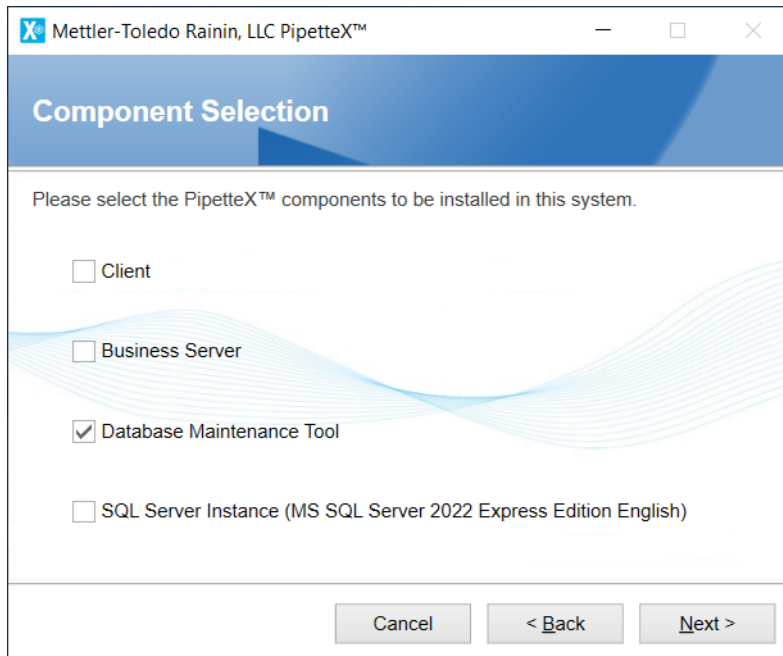 Mettler-Toledo Rainin, LLC PipetteX™
Component Selection
Please select the PipetteX™ components to be installed in this system.
Client
Business Server
Database Maintenance Tool
SQL Server Instance (MS SQL Server 2022 Express Edition English)
Cancel
< Back
Next >